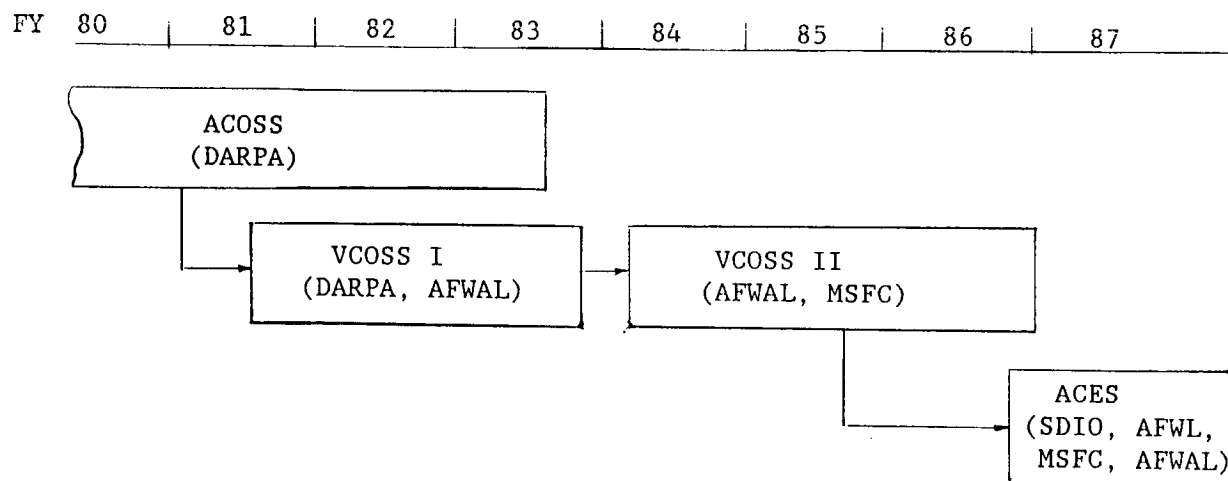 FY 80 81 82 83 84 85 86 87
ACOSS
(DARPA)
VCOSS I
(DARPA, AFWAL)
VCOSS II
(AFWAL, MSFC)
ACES
(SDIO, AFWL,
MSFC, AFWAL)